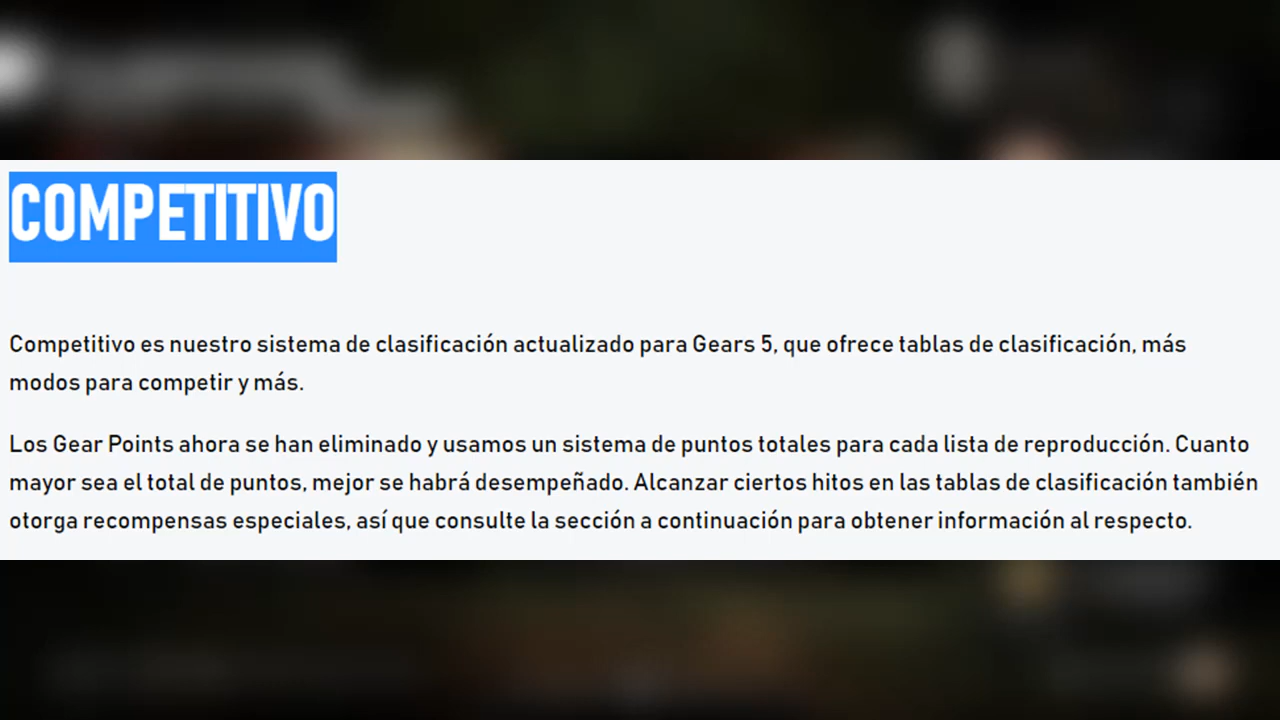 COMPETITIVO
Competitivo es nuestro sistema de clasificación actualizado para Gears 5, que ofrece tablas de clasificación, más
modos para competir y más.
Los Gear Points ahora se han eliminado y usamos un sistema de puntos totales para cada lista de reproducción. Cuanto
mayor sea el total de puntos, mejor se habrá desempeñado. Alcanzar ciertos hitos en las tablas de clasificación también
otorga recompensas especiales, así que consulte la sección a continuación para obtener información al respecto.